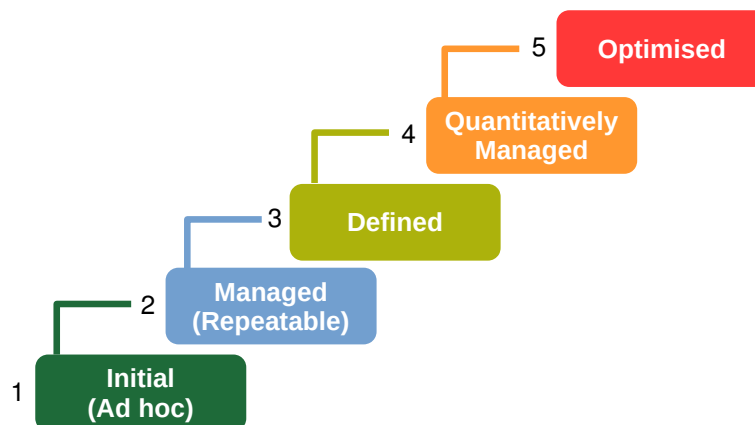 5
Optimised
4
Quantitatively
Managed
3
Defined
2
Managed
(Repeatable)
1
Initial
(Ad hoc)